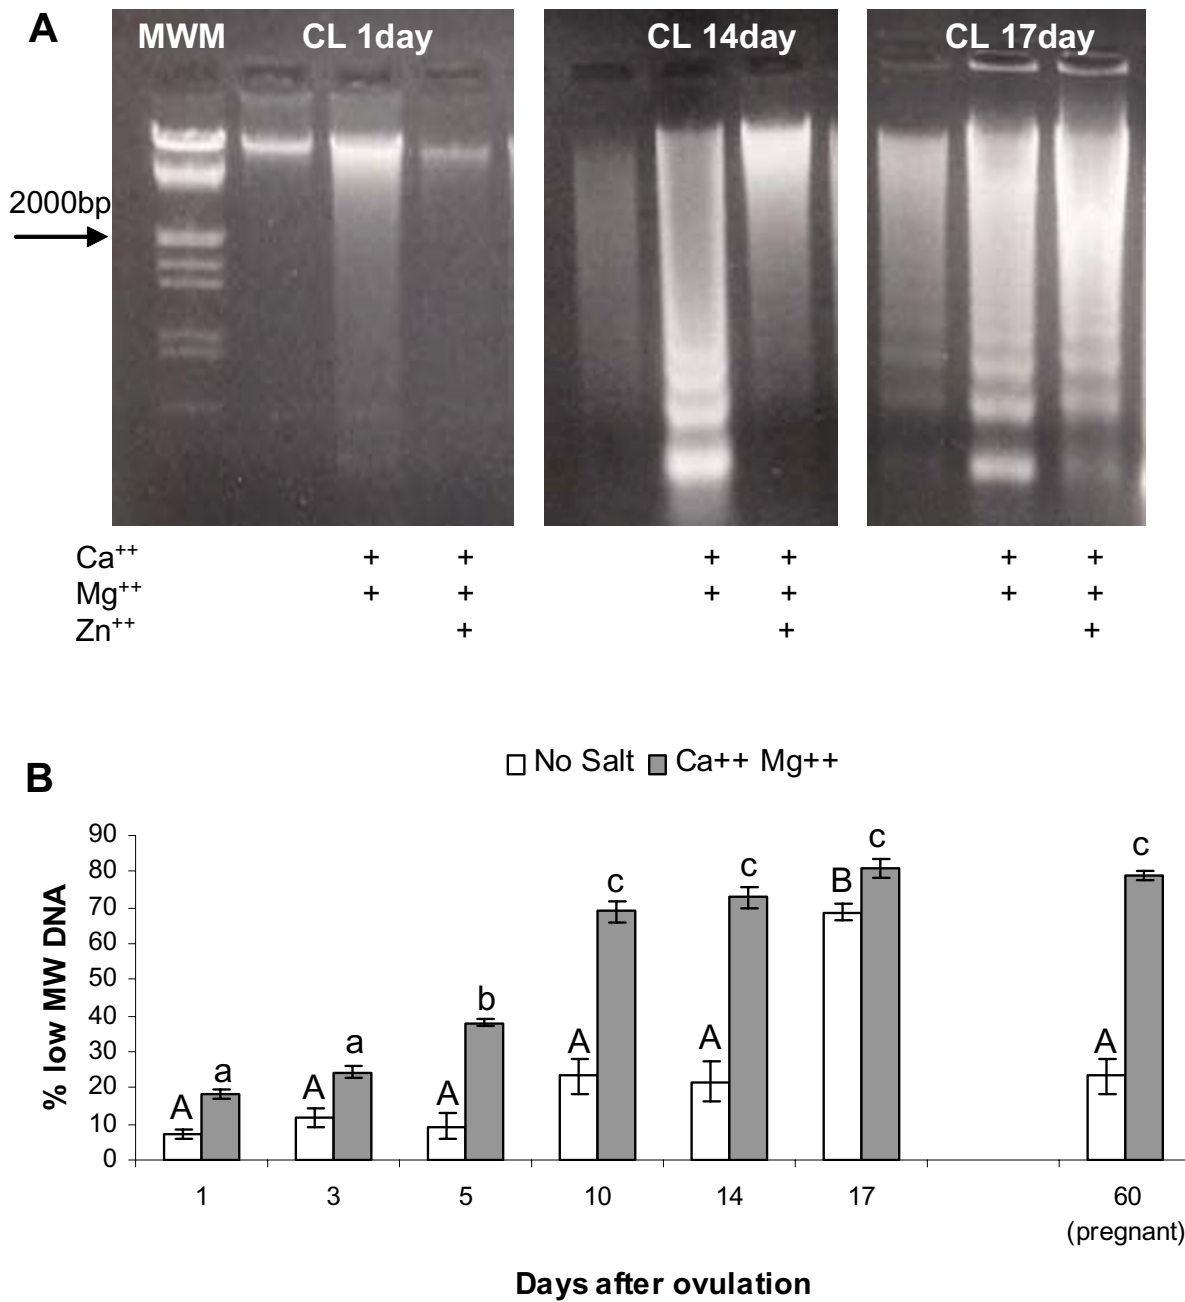 A
MWM CL 1day CL 14day CL 17day
2000bp
Ca++ + + + + + +
Mg++ + + + + + +
Zn++ + + +
B
No Salt Ca++ Mg++
% low MW DNA
90
80
70
60
50
40
30
20
10
0
A a A a A b A c A c B c A c
1 3 5 10 14 17 60
(pregnant)
Days after ovulation